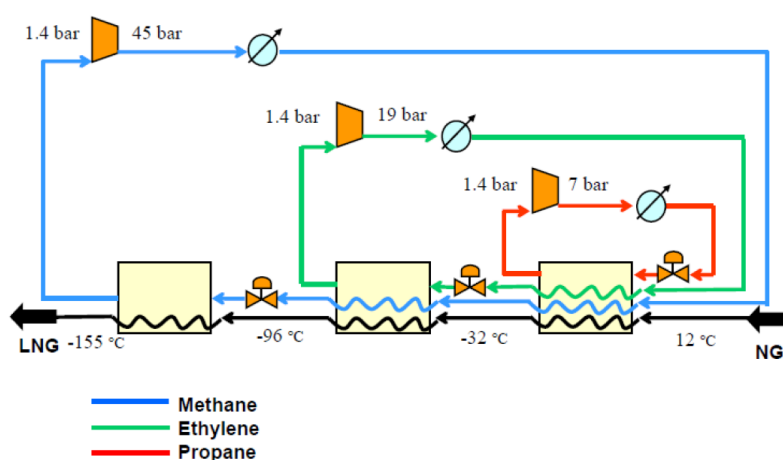 1.4 bar 45 bar
1.4 bar 19 bar
1.4 bar 7 bar
LNG -155 °C -96 °C -32 °C 12 °C NG
Methane
Ethylene
Propane